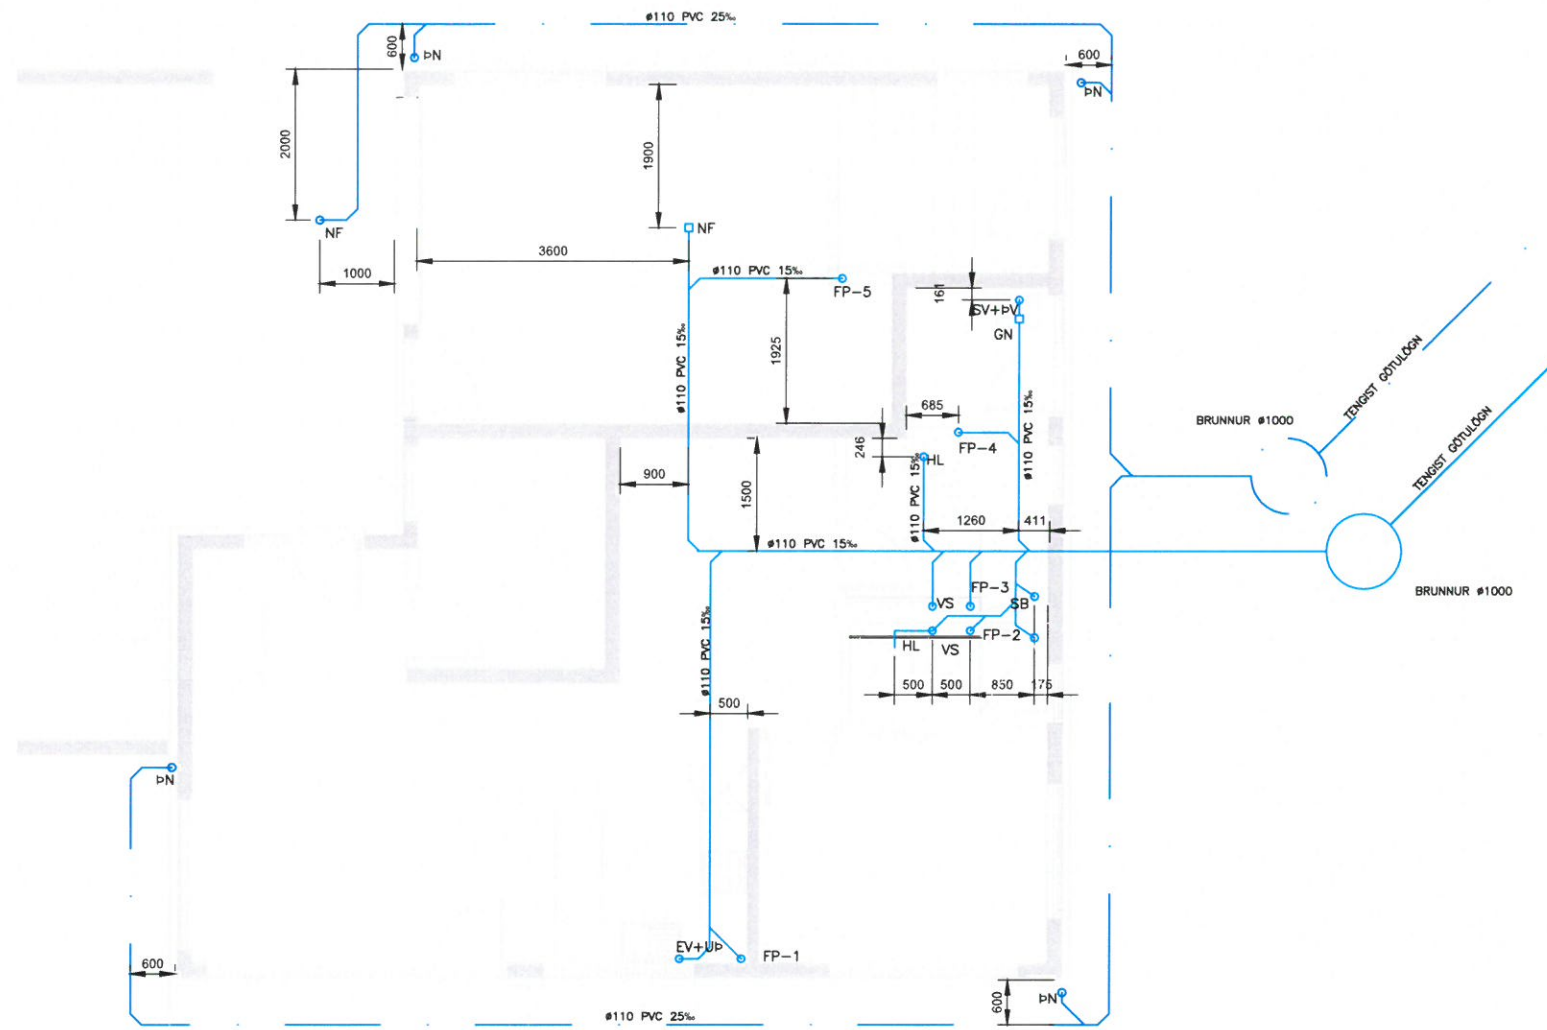 ø110 PVC 25‰
600
ÞN
600
ÞN
2000
1900
NF
NF
3600
1000
ø110 PVC 15‰
FP-5
161
SV+ÞV
GN
ø110 PVC 15‰
1925
TENGIST GÖTULÖGN
685
ø110 PVC 15‰
BRUNNUR ø1000
246
FP-4
HL
TENGIST GÖTULÖGN
900
1500
ø110 PVC 15‰
1260
411
ø110 PVC 15‰
FP-3
BRUNNUR ø1000
VS
SB
ø110 PVC 15‰
FP-2
HL
VS
500
500
850
175
500
ÞN
EV+UÞ
FP-1
600
600
ÞN
ø110 PVC 25‰